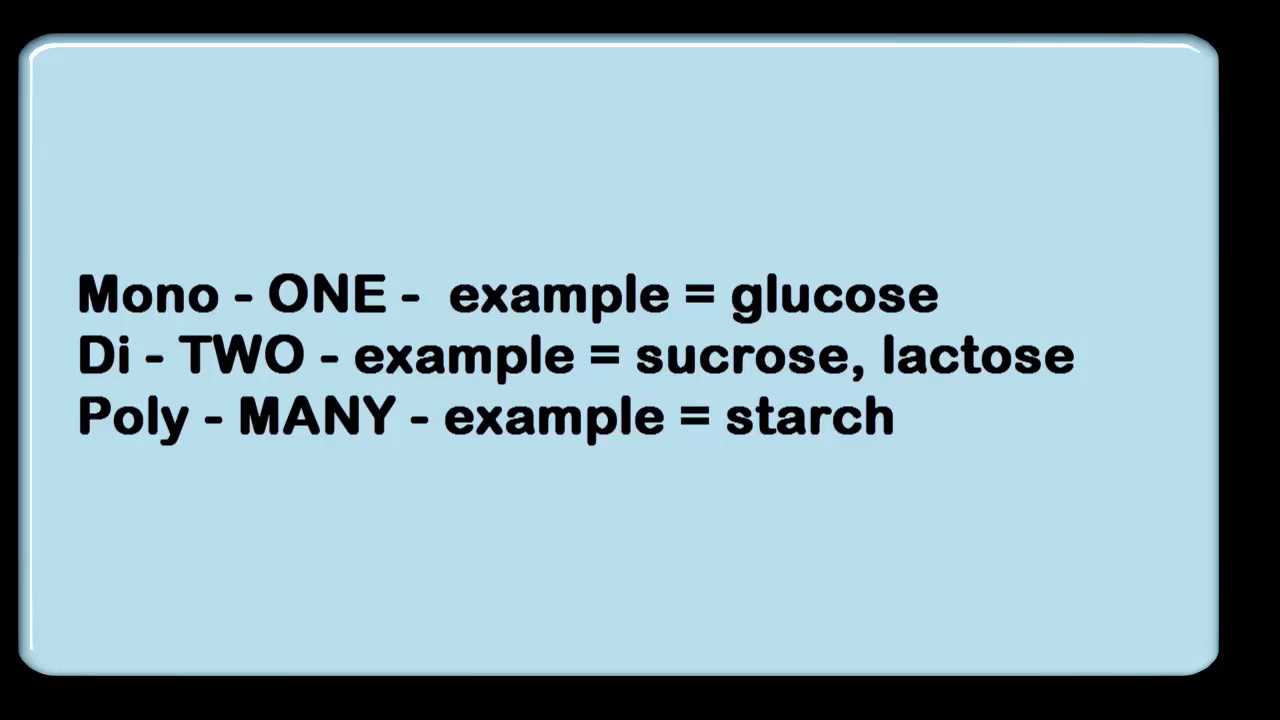 Mono - ONE -  example = glucose
Di - TWO - example = sucrose, lactose
Poly - MANY - example = starch